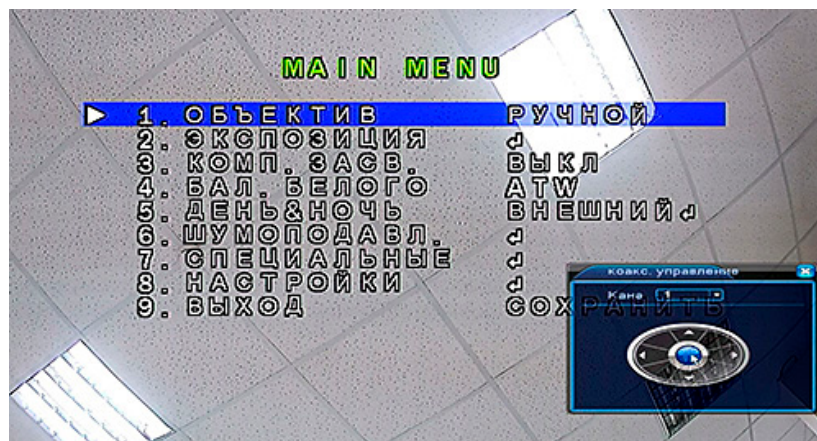 MAIN MENU
1. ОБЪЕКТИВ РУЧНОЙ
2. ЭКСПОЗИЦИЯ
3. КОМП. ЗАСВ. ВЫКЛ
4. БАЛ. БЕЛОГО ATW
5. ДЕНЬ&НОЧЬ ВНЕШНИЙ
6. ШУМОПОДАВЛ.
7. СПЕЦИАЛЬНЫЕ
8. НАСТРОЙКИ
9. ВЫХОД СОХРАНИТЬ
коакс. управление
Кана 1